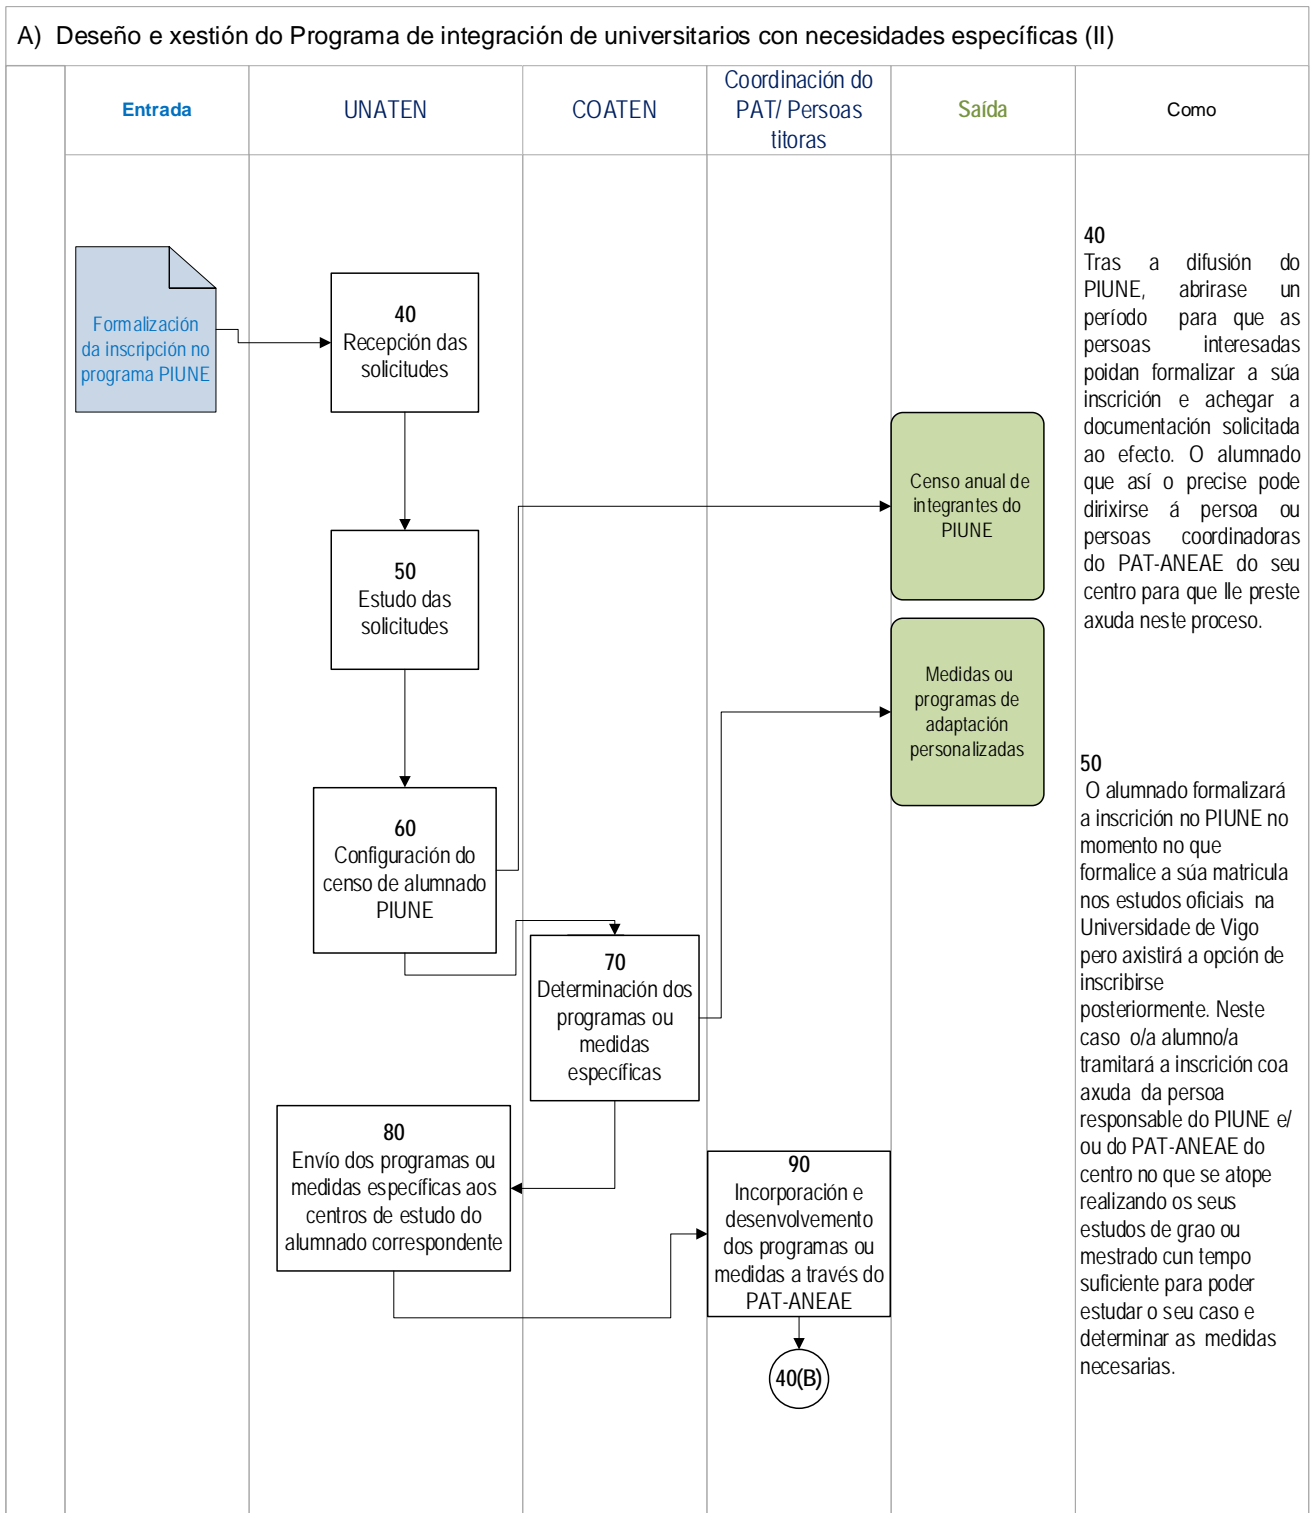 A) Deseño e xestión do Programa de integración de universitarios con necesidades específicas (II)
Entrada
UNATEN
COATEN
Coordinación do
PAT/ Persoas
titoras
Saída
Como
Formalización
da inscripción no
programa PIUNE
40
Recepción das
solicitudes
50
Estudo das
solicitudes
60
Configuración do
censo de alumnado
PIUNE
70
Determinación dos
programas ou
medidas
específicas
80
Envío dos programas ou
medidas específicas aos
centros de estudo do
alumnado correspondente
90
Incorporación e
desenvolvemento
dos programas ou
medidas a través do
PAT-ANEAE
40(B)
Censo anual de
integrantes do
PIUNE
Medidas ou
programas de
adaptación
personalizadas
40
Tras a difusión do
PIUNE, abrirase un
período para que as
persoas interesadas
poidan formalizar a súa
inscrición e achegar a
documentación solicitada
ao efecto. O alumnado
que así o precise pode
dirixirse á persoa ou
persoas coordinadoras
do PAT-ANEAE do seu
centro para que lle preste
axuda neste proceso.
50
O alumnado formalizará
a inscrición no PIUNE no
momento no que
formalice a súa matricula
nos estudos oficiais na
Universidade de Vigo
pero axistirá a opción de
inscribirse
posteriormente. Neste
caso o/a alumno/a
tramitará a inscrición coa
axuda da persoa
responsable do PIUNE e/
ou do PAT-ANEAE do
centro no que se atope
realizando os seus
estudos de grao ou
mestrado cun tempo
suficiente para poder
estudar o seu caso e
determinar as medidas
necesarias.